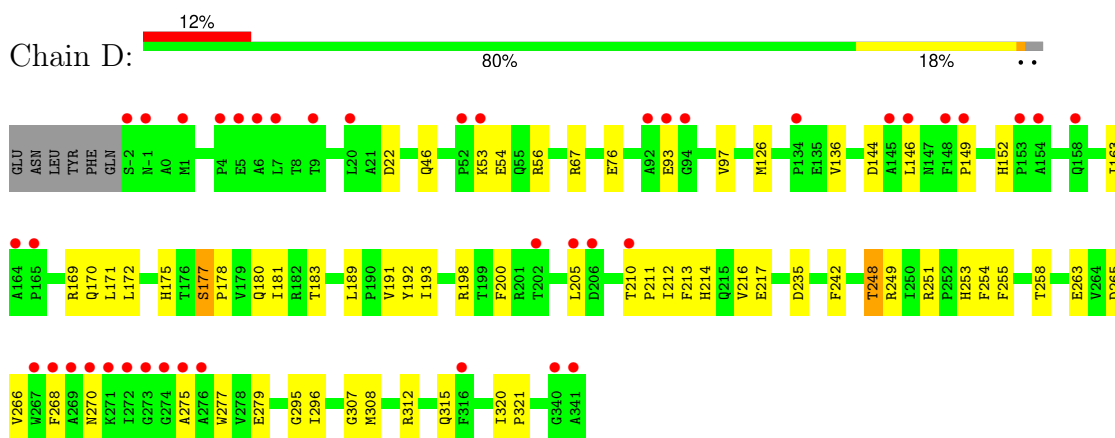 12%
Chain D:
80% 18% • •
GLU ASN LEU TYR PHE GLN S-2 N-1 A0 M1 P4 E5 A6 L7 T8 T9 L20 A21 D22 Q46 P52 K53 E54 Q55 R56 R67 E76 A92 E93 G94 V97 M126 P134 E135 V136 D144 A145 L146 N147 F148 P149 H152 P153 A154 Q158 I163
A164 P165 R169 Q170 L171 L172 H175 T176 S177 P178 V179 Q180 I181 R182 T183 L189 P190 V191 Y192 I193 R198 T199 F200 R201 T202 L205 D206 T210 P211 I212 F213 H214 Q215 V216 E217 D235 F242 T248 R249 I250 R251 P252 H253 F254 F255 T258 E263 V264 D265
V266 W267 F268 A269 N270 K271 I272 G273 G274 A275 A276 W277 V278 E279 G295 I296 G307 M308 R312 Q315 F316 I320 P321 G340 A341